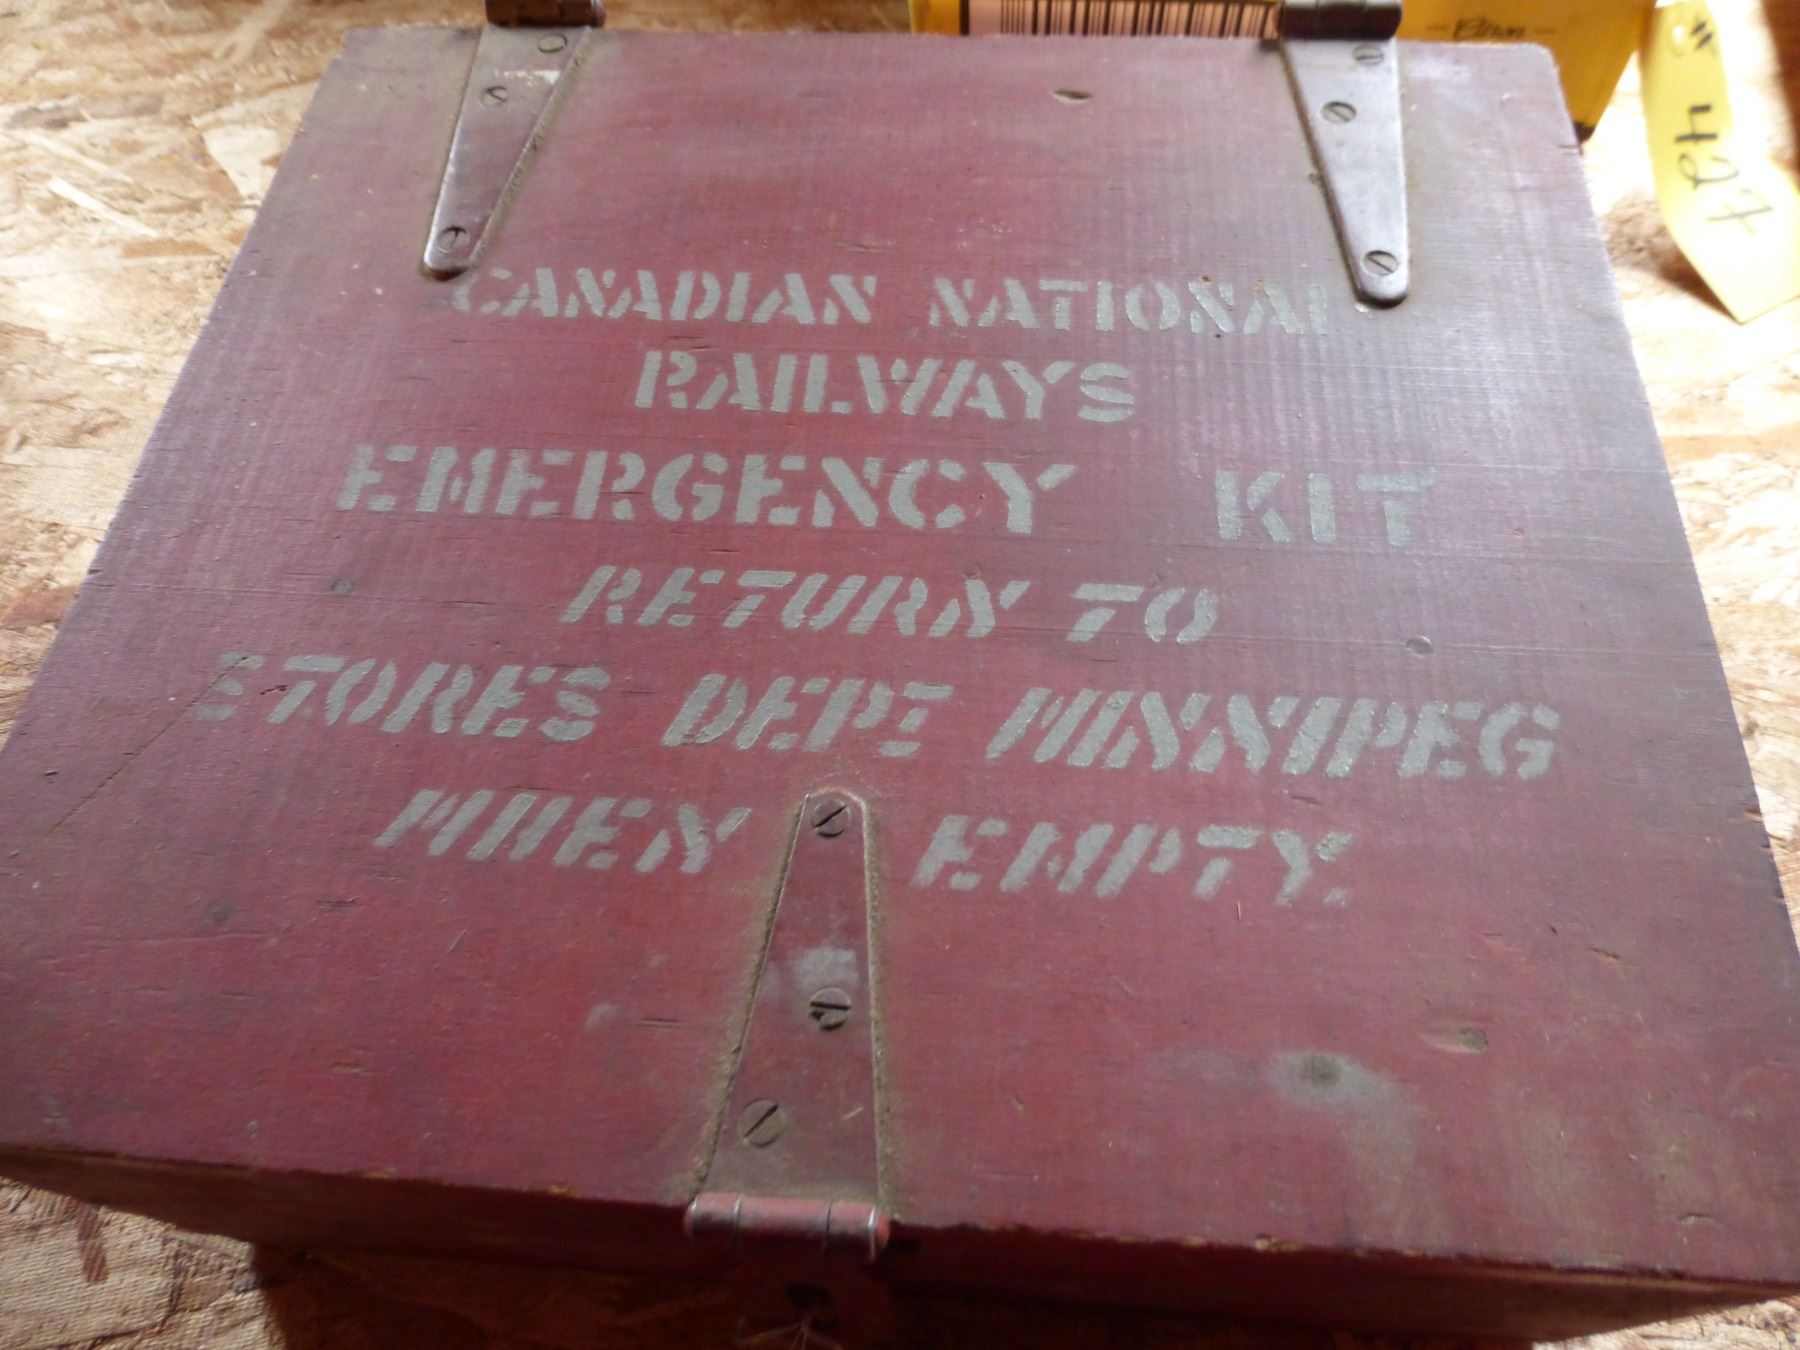 CANADIAN NATIONAL
RAILWAYS
EMERGENCY KIT
RETURN TO
STORES DEPT WINNIPEG
WHEN EMPTY.